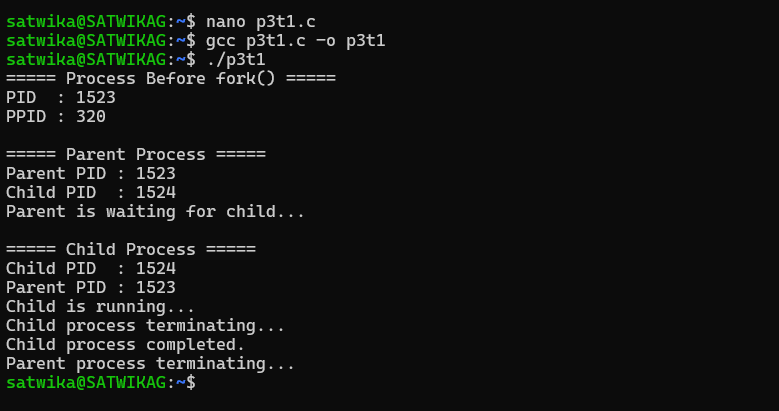 satwika@SATWIKAG:~$ nano p3t1.c
satwika@SATWIKAG:~$ gcc p3t1.c -o p3t1
satwika@SATWIKAG:~$ ./p3t1
===== Process Before fork() =====
PID  : 1523
PPID : 320

===== Parent Process =====
Parent PID : 1523
Child PID  : 1524
Parent is waiting for child...

===== Child Process =====
Child PID  : 1524
Parent PID : 1523
Child is running...
Child process terminating...
Child process completed.
Parent process terminating...
satwika@SATWIKAG:~$